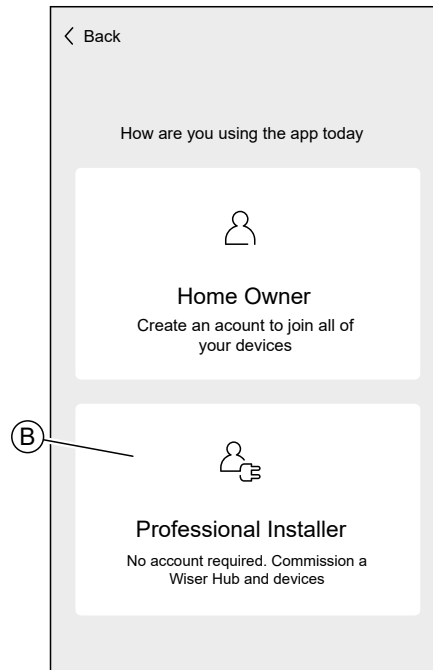 Back
How are you using the app today
Home Owner
Create an acount to join all of
your devices
B
Professional Installer
No account required. Commission a
Wiser Hub and devices